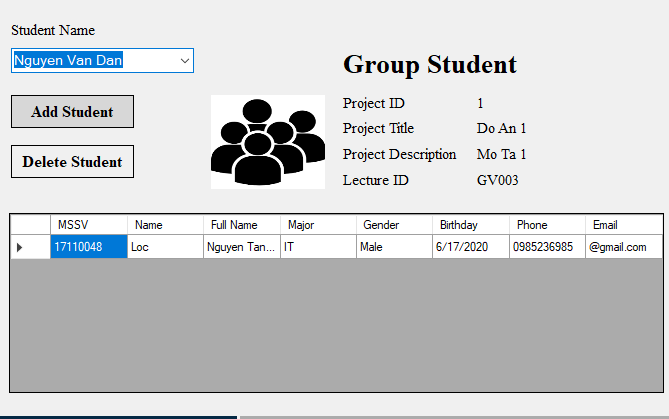 Student Name
Nguyen Van Dan
Group Student
Add Student
Delete Student
Project ID 1
Project Title Do An 1
Project Description Mo Ta 1
Lecture ID GV003
MSSV Name Full Name Major Gender Birthday Phone Email
17110048 Loc Nguyen Tan... IT Male 6/17/2020 0985236985 @gmail.com